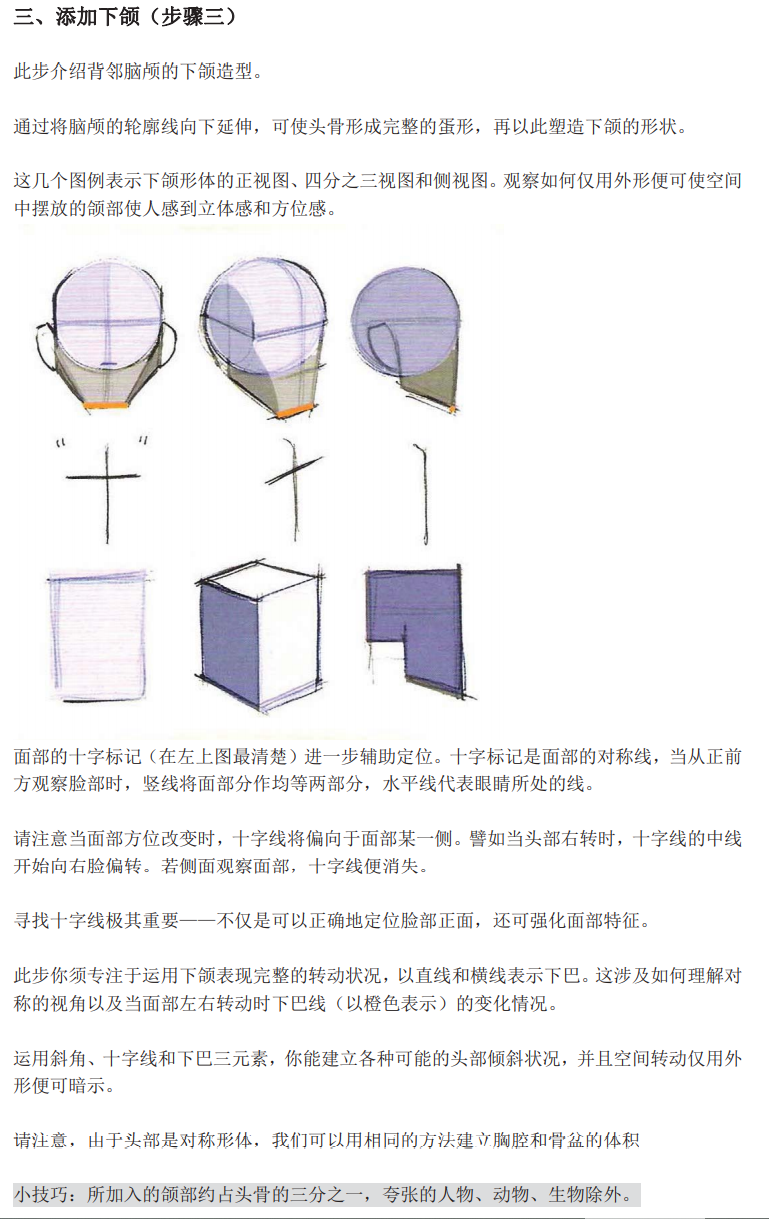 三、添加下颌（步骤三）
此步介绍背邻脑颅的下颌造型。
通过将脑颅的轮廓线向下延伸，可使头骨形成完整的蛋形，再以此塑造下颌的形状。
这几个图例表示下颌形体的正视图、四分之三视图和侧视图。观察如何仅用外形便可使空间
中摆放的颌部使人感到立体感和方位感。
面部的十字标记（在左上图最清楚）进一步辅助定位。十字标记是面部的对称线，当从正前
方观察脸部时，竖线将面部分作均等两部分，水平线代表眼睛所处的线。
请注意当面部方位改变时，十字线将偏向于面部某一侧。譬如当头部右转时，十字线的中线
开始向右脸偏转。若侧面观察面部，十字线便消失。
寻找十字线极其重要——不仅是可以正确地定位脸部正面，还可强化面部特征。
此步你须专注于运用下颌表现完整的转动状况，以直线和横线表示下巴。这涉及如何理解对
称的视角以及当面部左右转动时下巴线（以橙色表示）的变化情况。
运用斜角、十字线和下巴三元素，你能建立各种可能的头部倾斜状况，并且空间转动仅用外
形便可暗示。
请注意，由于头部是对称形体，我们可以用相同的方法建立胸腔和骨盆的体积
小技巧：所加入的颌部约占头骨的三分之一，夸张的人物、动物、生物除外。